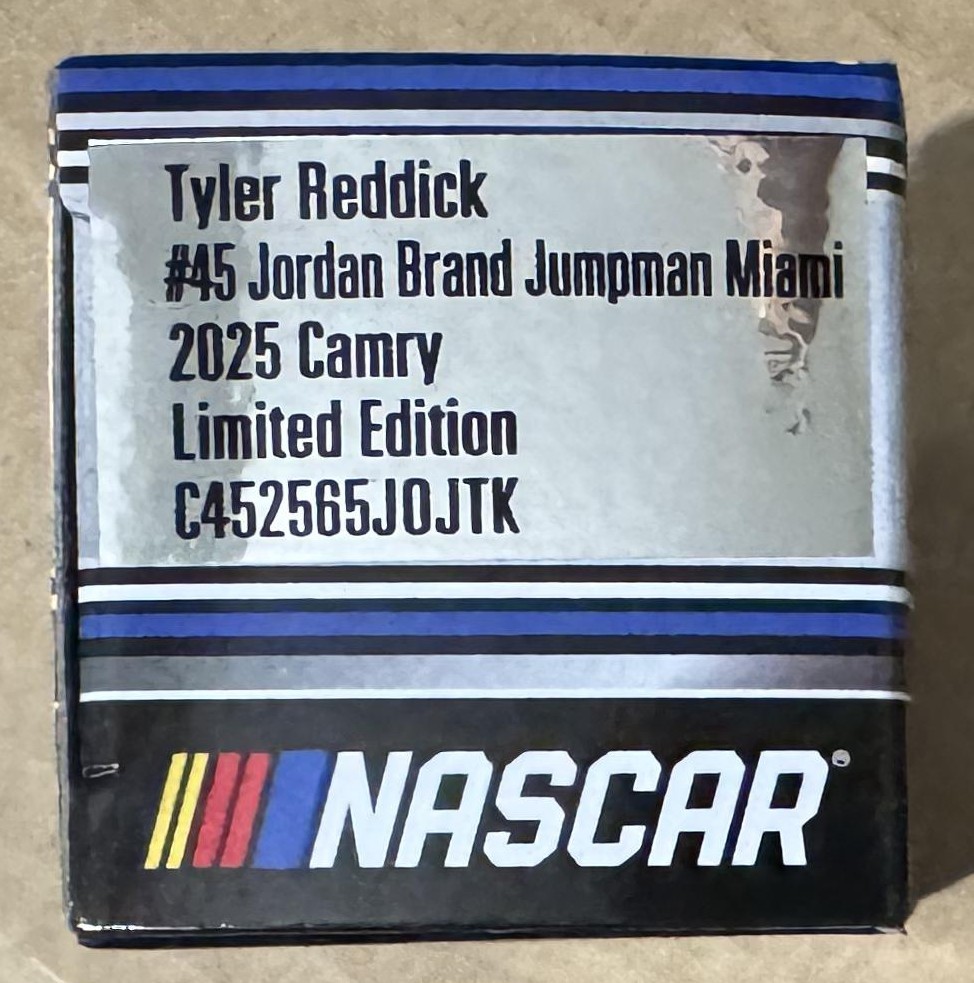 Tyler Reddick
#45 Jordan Brand Jumpman Miami
2025 Camry
Limited Edition
C452565JOJTK
NASCAR®